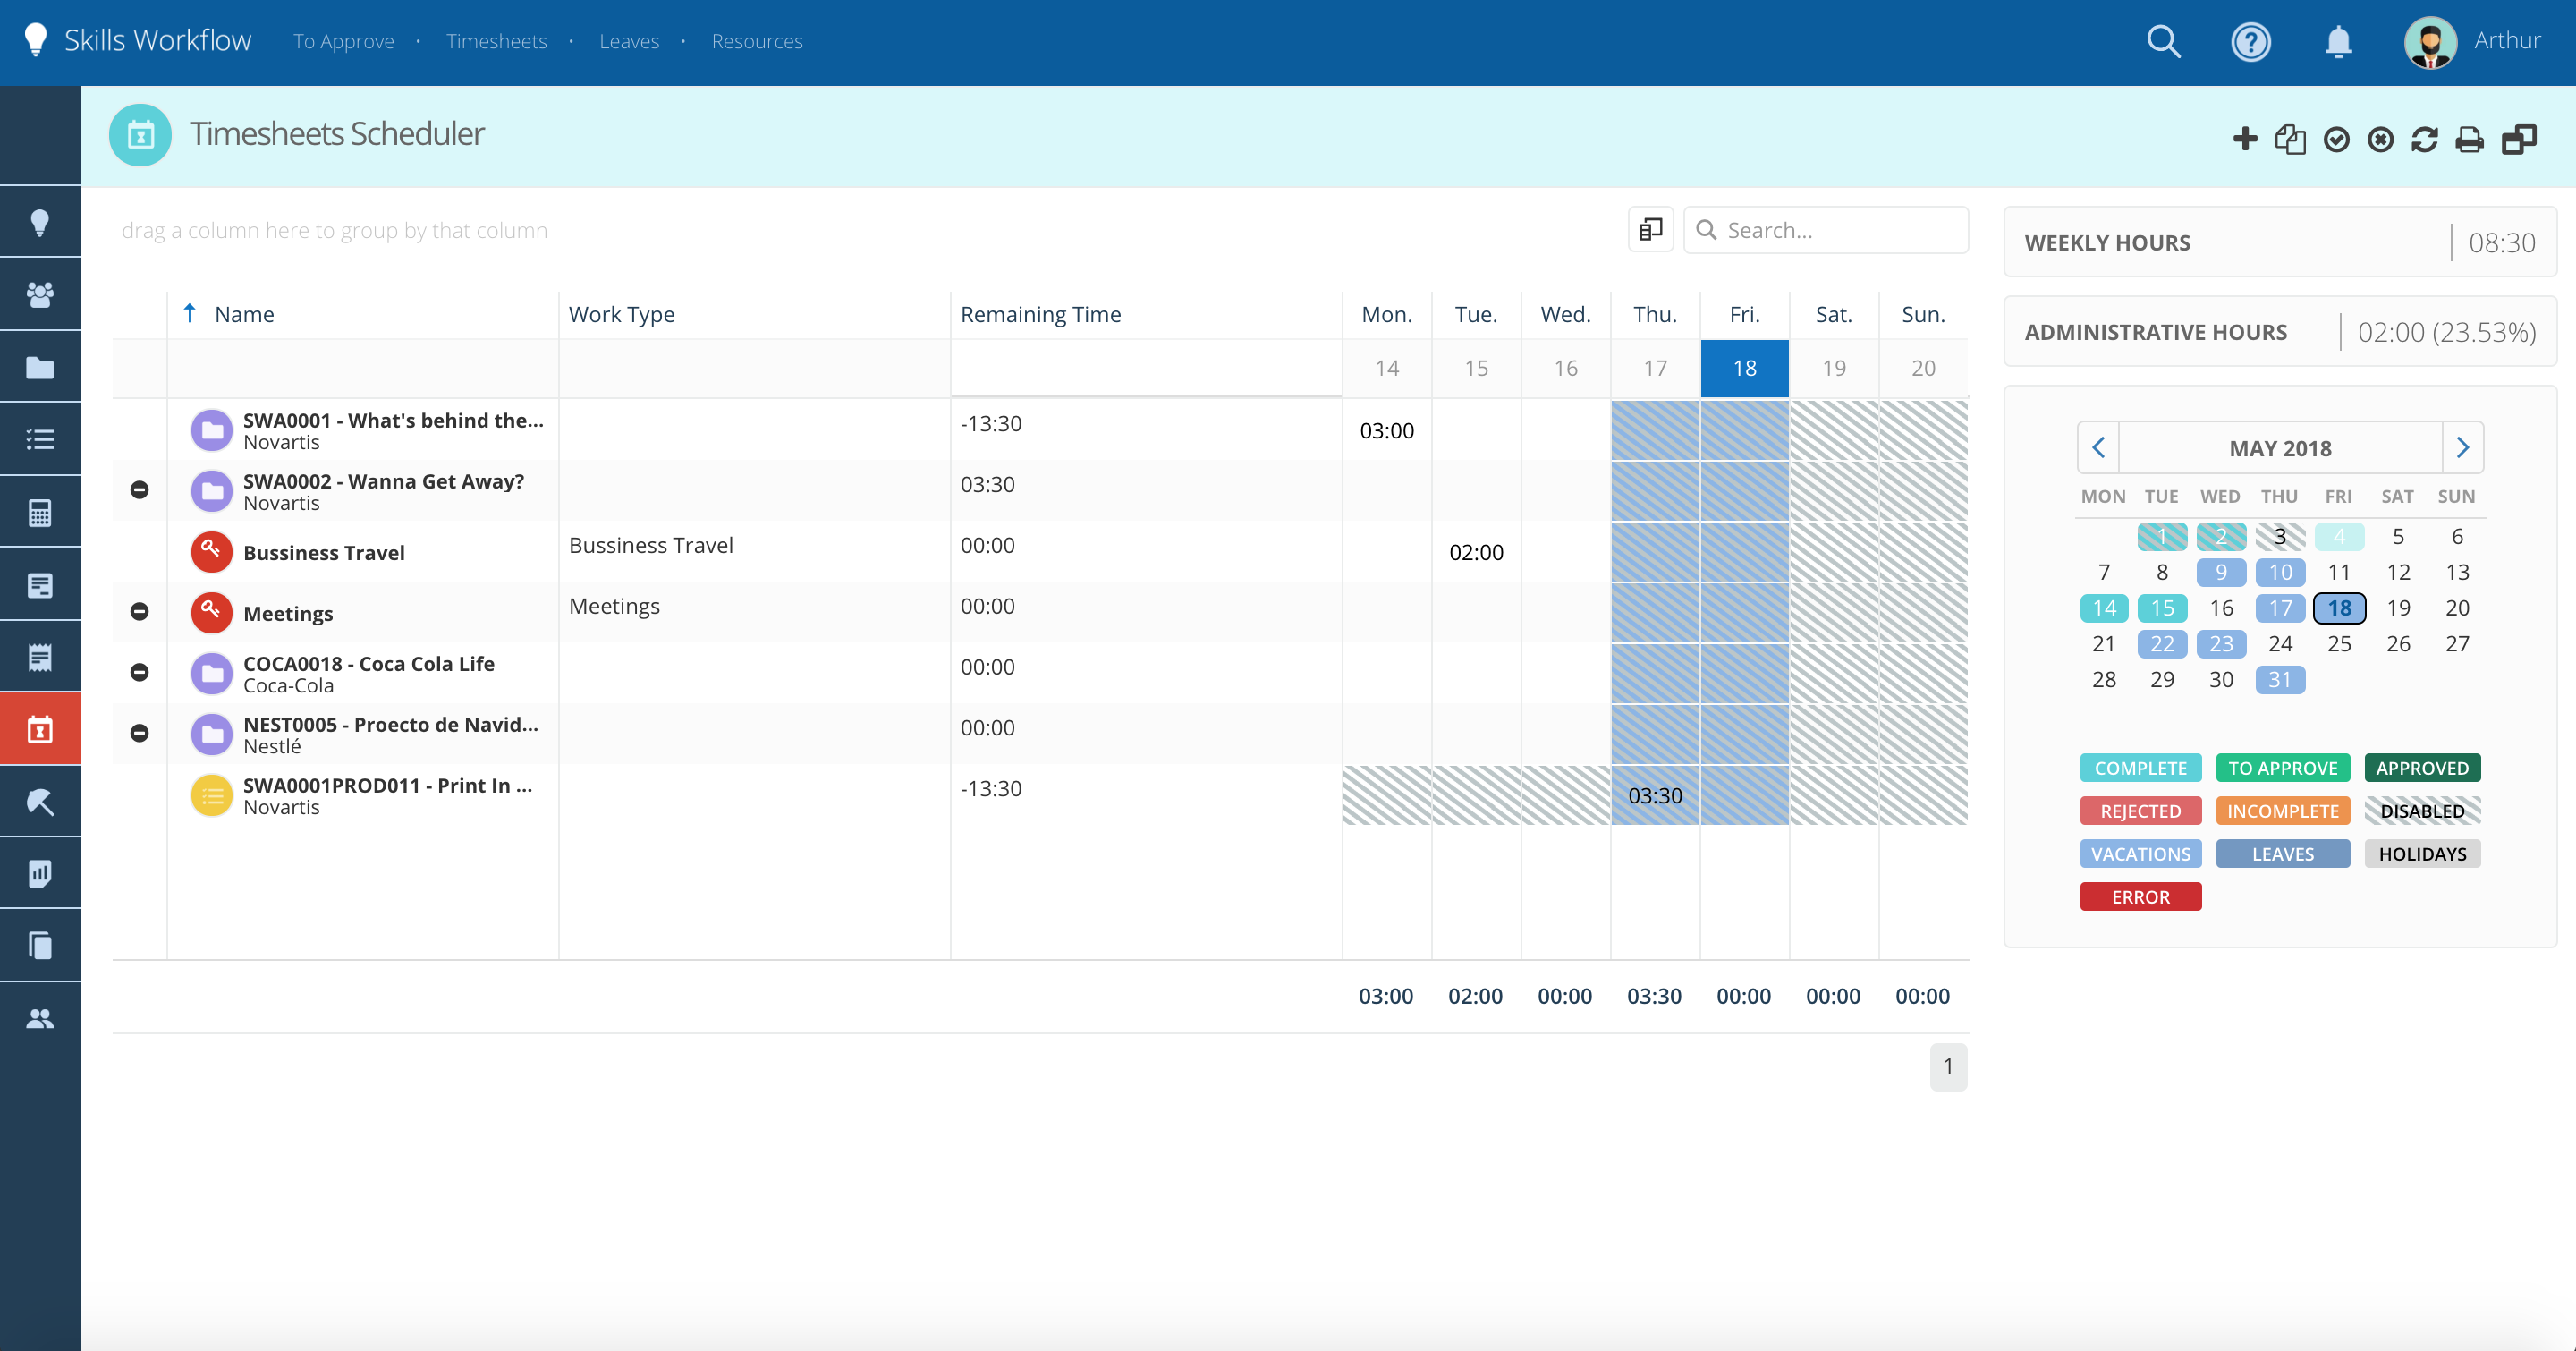 Skills Workflow To Approve · Timesheets · Leaves · Resources Arthur
Timesheets Scheduler
drag a column here to group by that column Search...
Name Work Type Remaining Time Mon. Tue. Wed. Thu. Fri. Sat. Sun.
14 15 16 17 18 19 20
SWA0001 - What's behind the...
Novartis
-13:30 03:00
SWA0002 - Wanna Get Away?
Novartis
03:30
Bussiness Travel Bussiness Travel 00:00 02:00
Meetings Meetings 00:00
COCA0018 - Coca Cola Life
Coca-Cola
00:00
NEST0005 - Proecto de Navid...
Nestlé
00:00
SWA0001PROD011 - Print In ...
Novartis
-13:30 03:30
03:00 02:00 00:00 03:30 00:00 00:00 00:00
1
WEEKLY HOURS 08:30
ADMINISTRATIVE HOURS 02:00 (23.53%)
MAY 2018
MON TUE WED THU FRI SAT SUN
1 2 3 4 5 6
7 8 9 10 11 12 13
14 15 16 17 18 19 20
21 22 23 24 25 26 27
28 29 30 31
COMPLETE TO APPROVE APPROVED
REJECTED INCOMPLETE DISABLED
VACATIONS LEAVES HOLIDAYS
ERROR